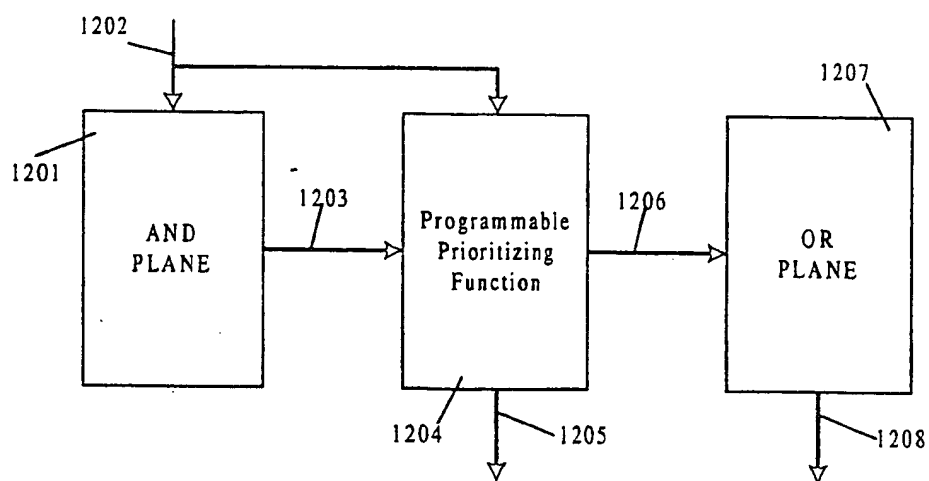 1202
1207
1201
1203
1206
AND
PLANE
Programmable
Prioritizing
Function
OR
PLANE
1204
1205
1208